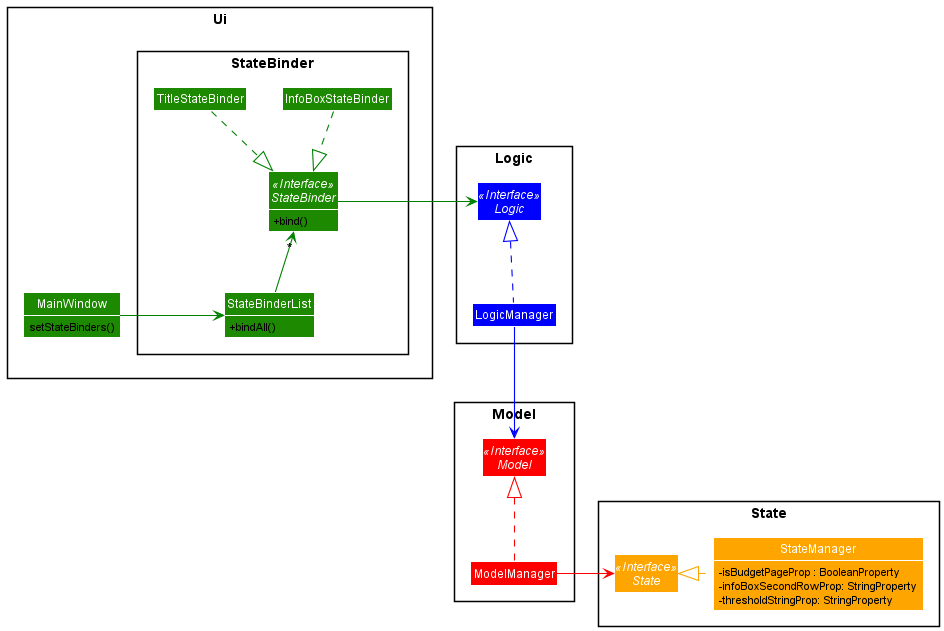 Ui
StateBinder
TitleStateBinder
InfoBoxStateBinder
«Interface»
StateBinder
+bind()
*
MainWindow
setStateBinders()
StateBinderList
+bindAll()
Logic
«Interface»
Logic
LogicManager
Model
«Interface»
Model
ModelManager
State
«Interface»
State
StateManager
-isBudgetPageProp : BooleanProperty
-infoBoxSecondRowProp: StringProperty
-thresholdStringProp: StringProperty